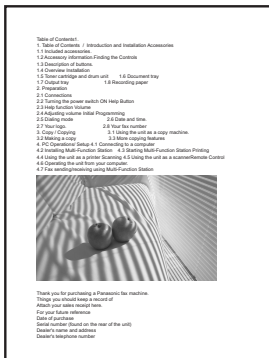 Table of Contents1.
1. Table of Contents / Introduction and Installation Accessories
1.1 Included accessories.
1.2 Accessory information.Finding the Controls
1.3 Description of buttons.
1.4 Overview Installation
1.5 Toner cartridge and drum unit 1.6 Document tray
1.7 Output tray 1.8 Recording paper
2. Preparation
2.1 Connections
2.2 Turning the power switch ON Help Button
2.3 Help function Volume
2.4 Adjusting volume Initial Programming
2.5 Dialing mode 2.6 Date and time.
2.7 Your logo. 2.8 Your fax number
3. Copy / Copying 3.1 Using the unit as a copy machine.
3.2 Making a copy 3.3 More copying features
4. PC Operations/ Setup 4.1 Connecting to a computer
4.2 Installing Multi-Function Station 4.3 Starting Multi-Function Station Printing
4.4 Using the unit as a printer Scanning 4.5 Using the unit as a scannerRemote Control
4.6 Operating the unit from your computer.
4.7 Fax sending/receiving using Multi-Function Station
Thank you for purchasing a Panasonic fax machine.
Things you should keep a record of
Attach your sales receipt here.
For your future reference
Date of purchase
Serial number (found on the rear of the unit)
Dealer's name and address
Dealer's telephone number